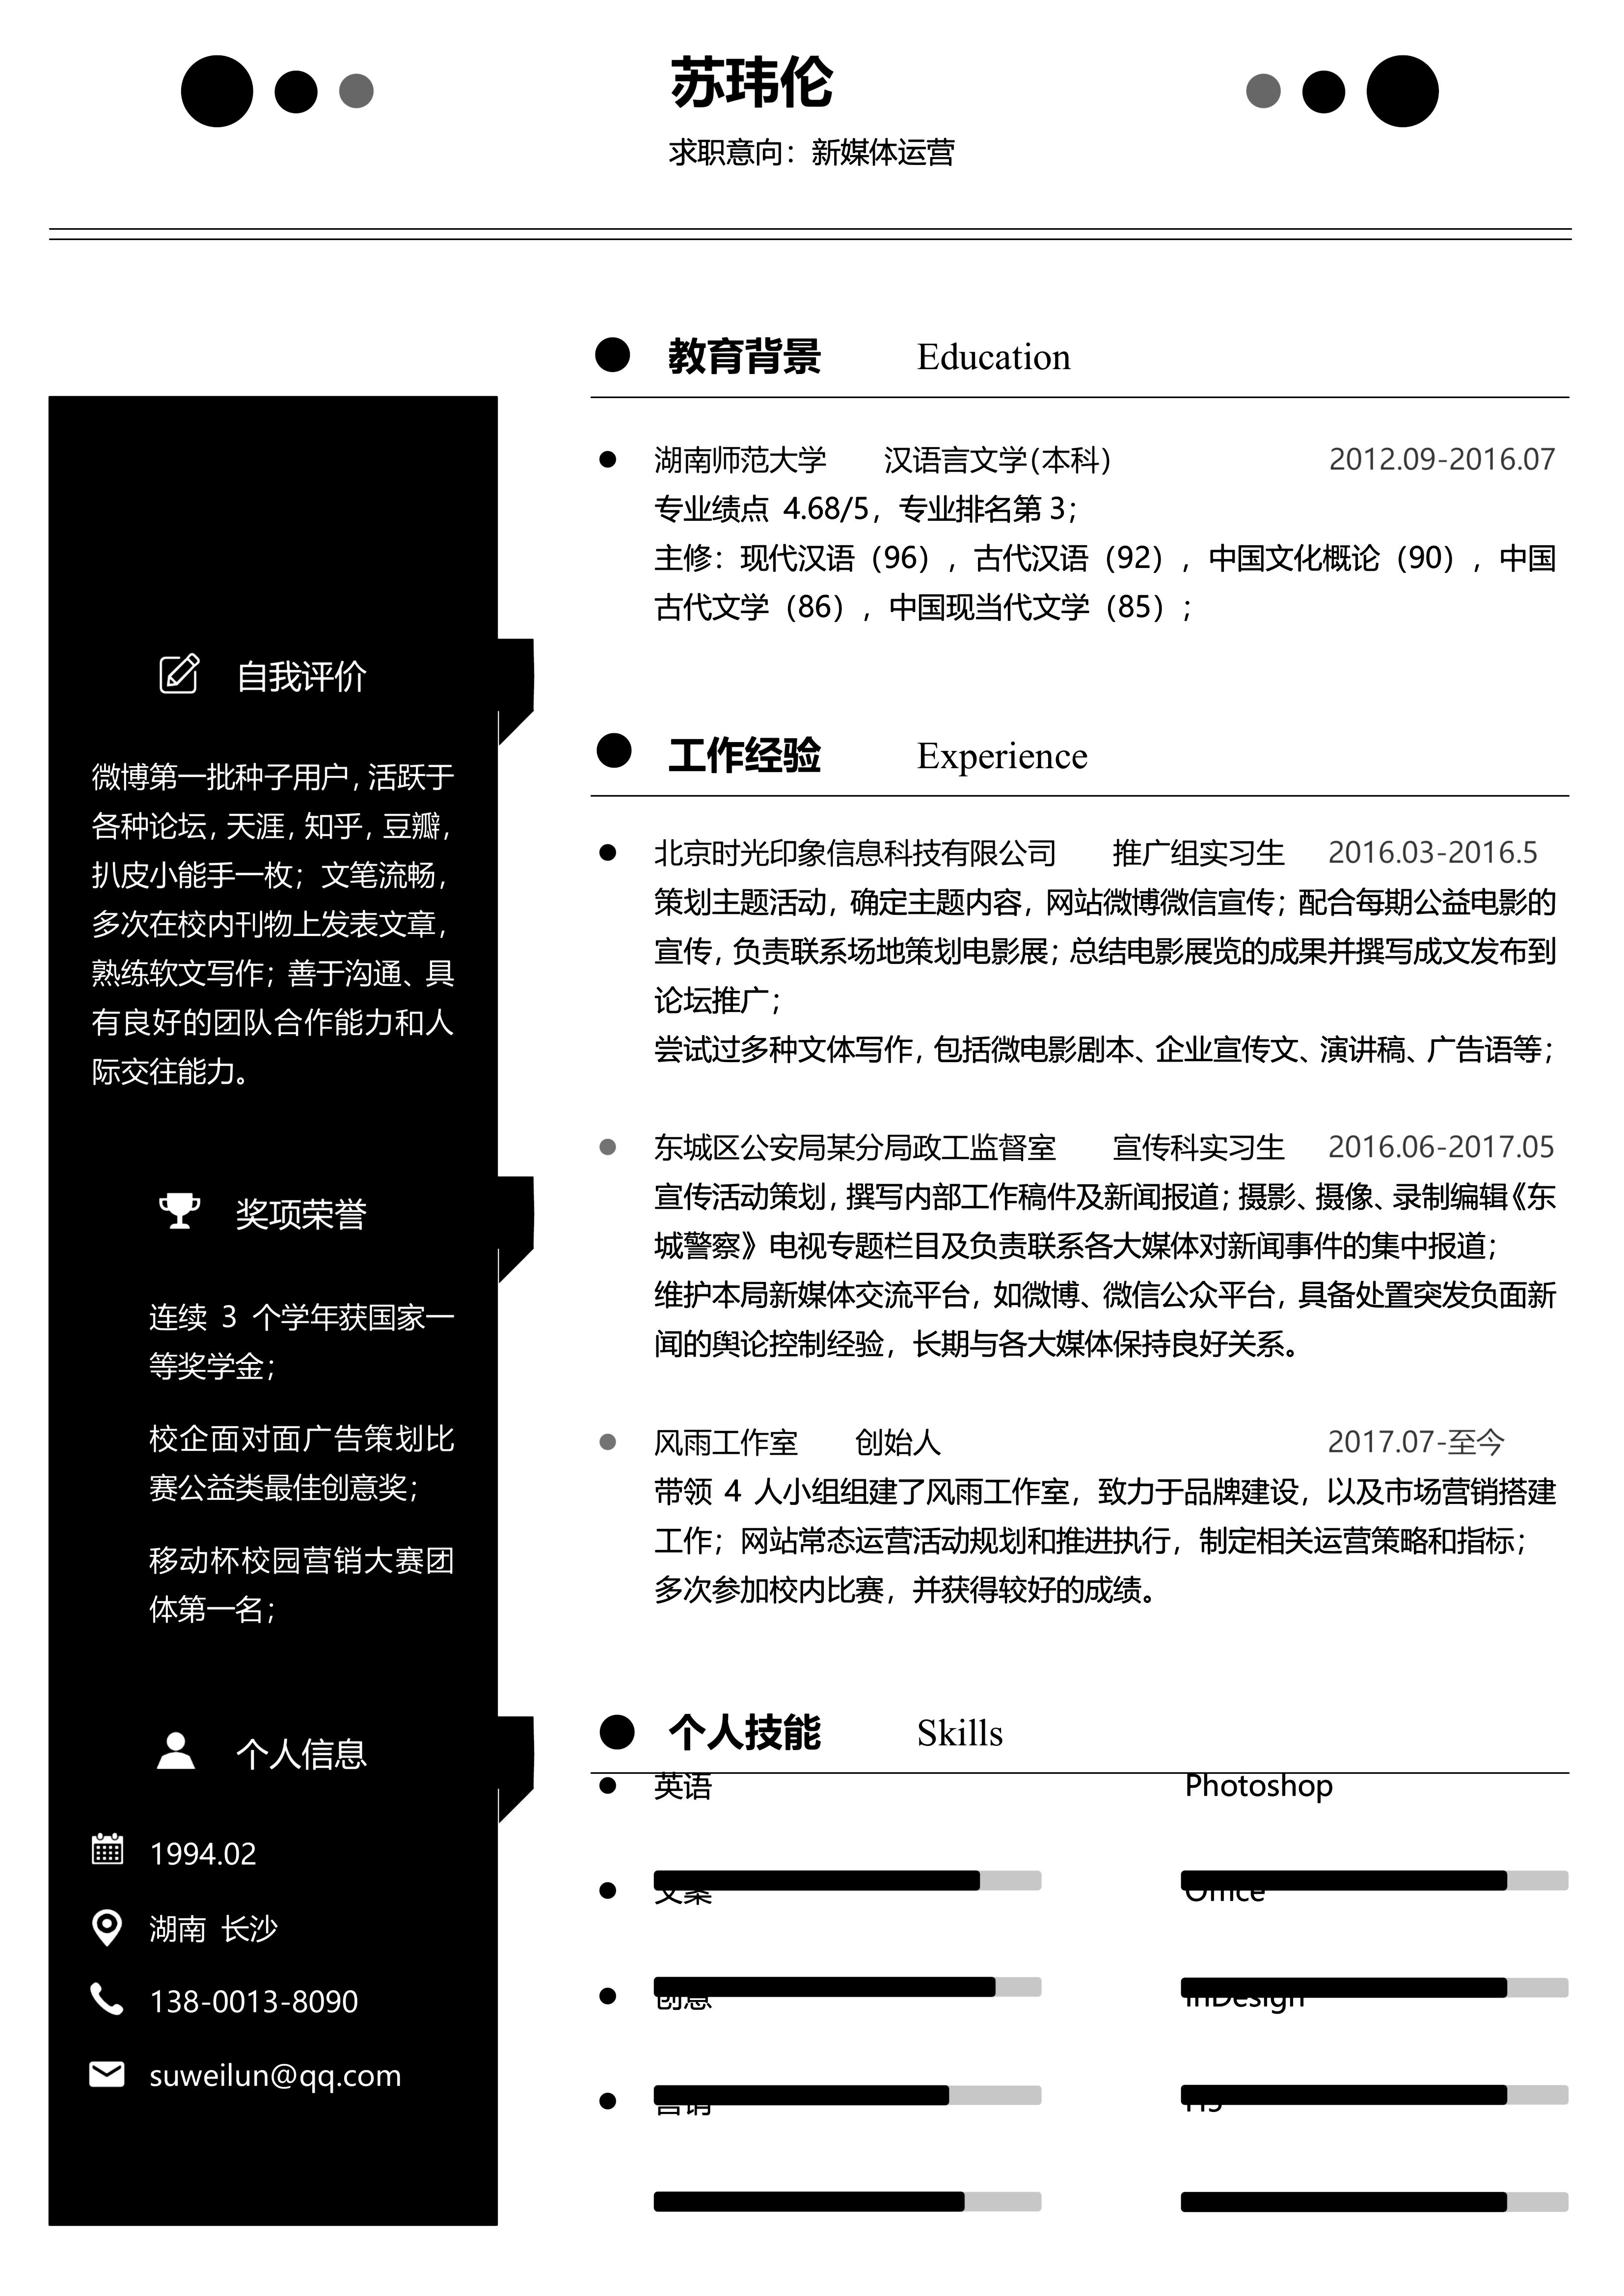 苏玮伦
求职意向：新媒体运营
自我评价
微博第一批种子用户，活跃于
各种论坛，天涯，知乎，豆瓣，
扒皮小能手一枚；文笔流畅，
多次在校内刊物上发表文章，
熟练软文写作；善于沟通、具
有良好的团队合作能力和人
际交往能力。
奖项荣誉
连续 3 个学年获国家一
等奖学金；
校企面对面广告策划比
赛公益类最佳创意奖；
移动杯校园营销大赛团
体第一名；
个人信息
1994.02
湖南 长沙
138-0013-8090
suweilun@qq.com
教育背景 Education
湖南师范大学 汉语言文学(本科) 2012.09-2016.07
专业绩点 4.68/5，专业排名第 3；
主修：现代汉语（96），古代汉语（92），中国文化概论（90），中国
古代文学（86），中国现当代文学（85）；
工作经验 Experience
北京时光印象信息科技有限公司 推广组实习生 2016.03-2016.5
策划主题活动，确定主题内容，网站微博微信宣传；配合每期公益电影的
宣传，负责联系场地策划电影展；总结电影展览的成果并撰写成文发布到
论坛推广；
尝试过多种文体写作，包括微电影剧本、企业宣传文、演讲稿、广告语等；
东城区公安局某分局政工监督室 宣传科实习生 2016.06-2017.05
宣传活动策划，撰写内部工作稿件及新闻报道；摄影、摄像、录制编辑《东
城警察》电视专题栏目及负责联系各大媒体对新闻事件的集中报道；
维护本局新媒体交流平台，如微博、微信公众平台，具备处置突发负面新
闻的舆论控制经验，长期与各大媒体保持良好关系。
风雨工作室 创始人 2017.07-至今
带领 4 人小组组建了风雨工作室，致力于品牌建设，以及市场营销搭建
工作；网站常态运营活动规划和推进执行，制定相关运营策略和指标；
多次参加校内比赛，并获得较好的成绩。
个人技能 Skills
英语 Photoshop
文案 Office
创意 InDesign
营销